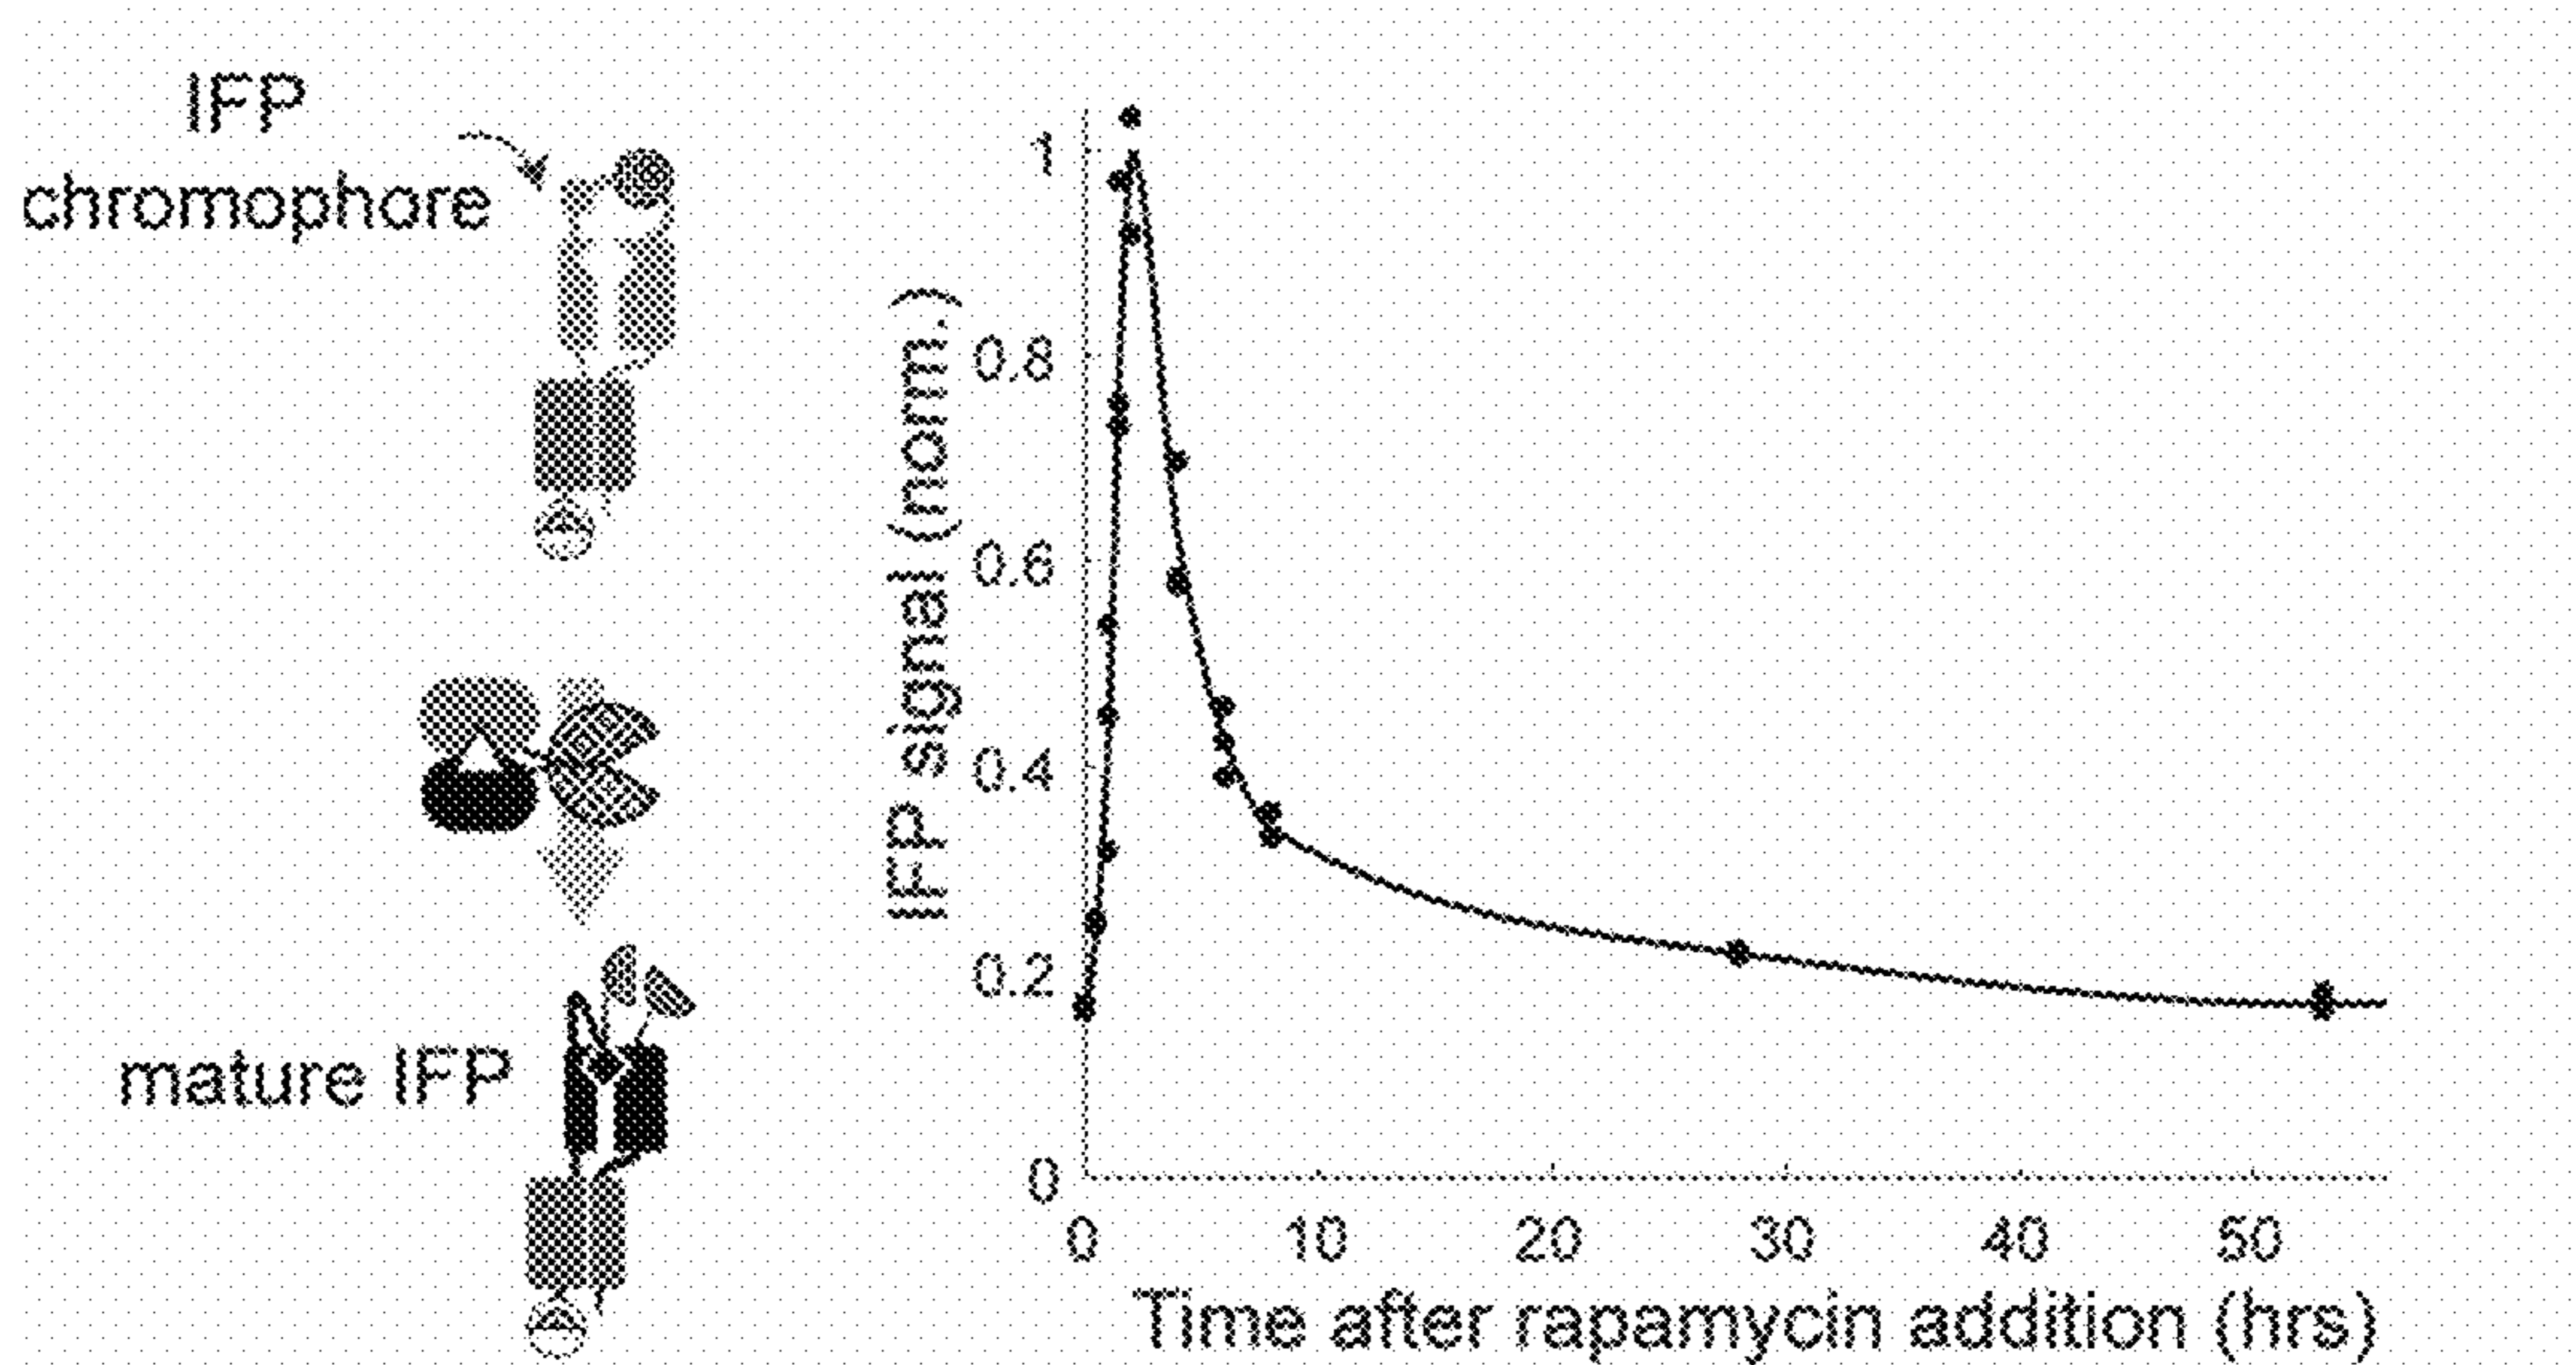 IFP
chromophore
mature IFP
IFP signal (norm.)
1
0.8
0.6
0.4
0.2
0
0 10 20 30 40 50
Time after rapamycin addition (hrs)